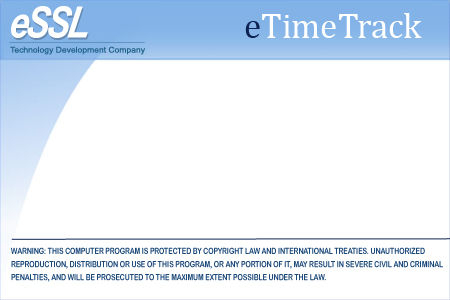 eSSL
Technology Development Company
eTimeTrack
WARNING: THIS COMPUTER PROGRAM IS PROTECTED BY COPYRIGHT LAW AND INTERNATIONAL TREATIES. UNAUTHORIZED
REPRODUCTION, DISTRIBUTION OR USE OF THIS PROGRAM, OR ANY PORTION OF IT, MAY RESULT IN SEVERE CIVIL AND CRIMINAL
PENALTIES, AND WILL BE PROSECUTED TO THE MAXIMUM EXTENT POSSIBLE UNDER THE LAW.